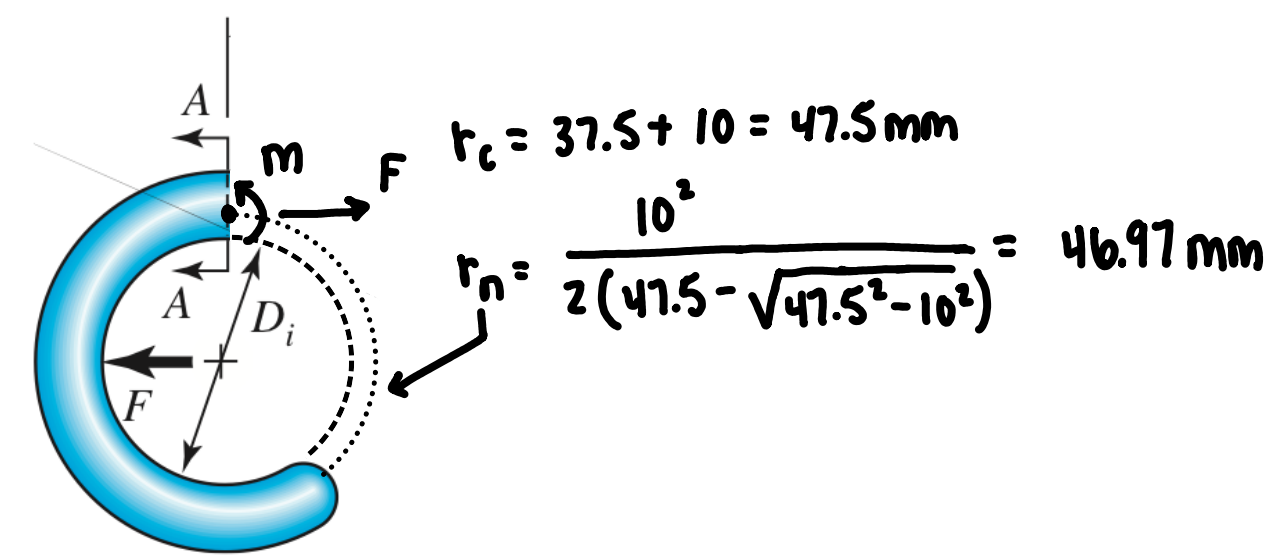 A
m
F
r_c = 37.5 + 10 = 47.5 mm
r_n = 10² / 2(47.5 - √(47.5² - 10²)) = 46.97 mm
A
D_i
F